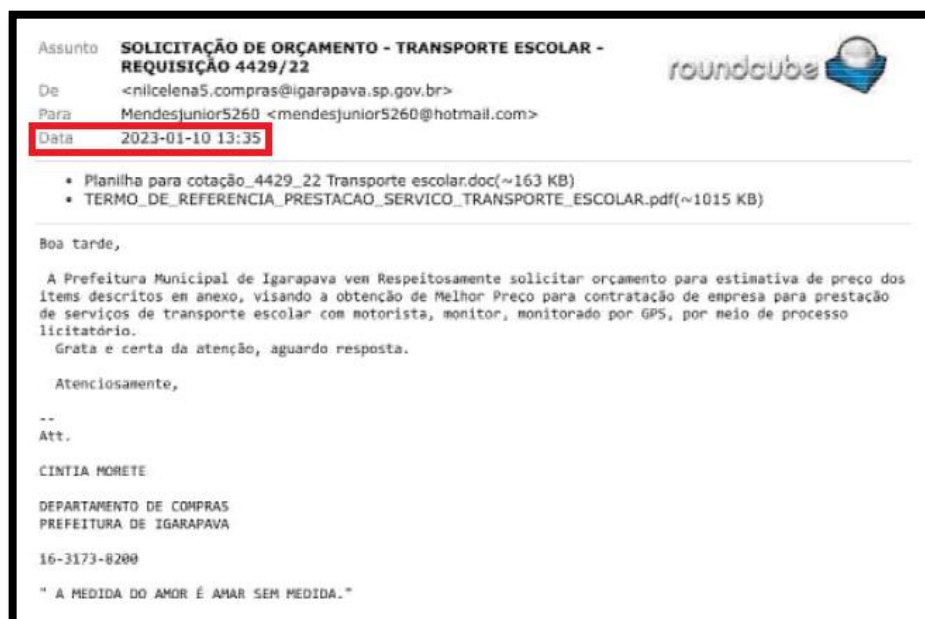 Assunto SOLICITAÇÃO DE ORÇAMENTO - TRANSPORTE ESCOLAR -
REQUISIÇÃO 4429/22
roundcube
De <nilcelena5.compras@igarapava.sp.gov.br>
Para Mendesjunior5260 <mendesjunior5260@hotmail.com>
Data 2023-01-10 13:35
• Planilha para cotação_4429_22 Transporte escolar.doc(~163 KB)
• TERMO_DE_REFERENCIA_PRESTACAO_SERVICO_TRANSPORTE_ESCOLAR.pdf(~1015 KB)
Boa tarde,
A Prefeitura Municipal de Igarapava vem Respeitosamente solicitar orçamento para estimativa de preço dos
items descritos em anexo, visando a obtenção de Melhor Preço para contratação de empresa para prestação
de serviços de transporte escolar com motorista, monitor, monitorado por GPS, por meio de processo
licitatório.
Grata e certa da atenção, aguardo resposta.
Atenciosamente,
--
Att.
CINTIA MORETE
DEPARTAMENTO DE COMPRAS
PREFEITURA DE IGARAPAVA
16-3173-8200
" A MEDIDA DO AMOR É AMAR SEM MEDIDA."